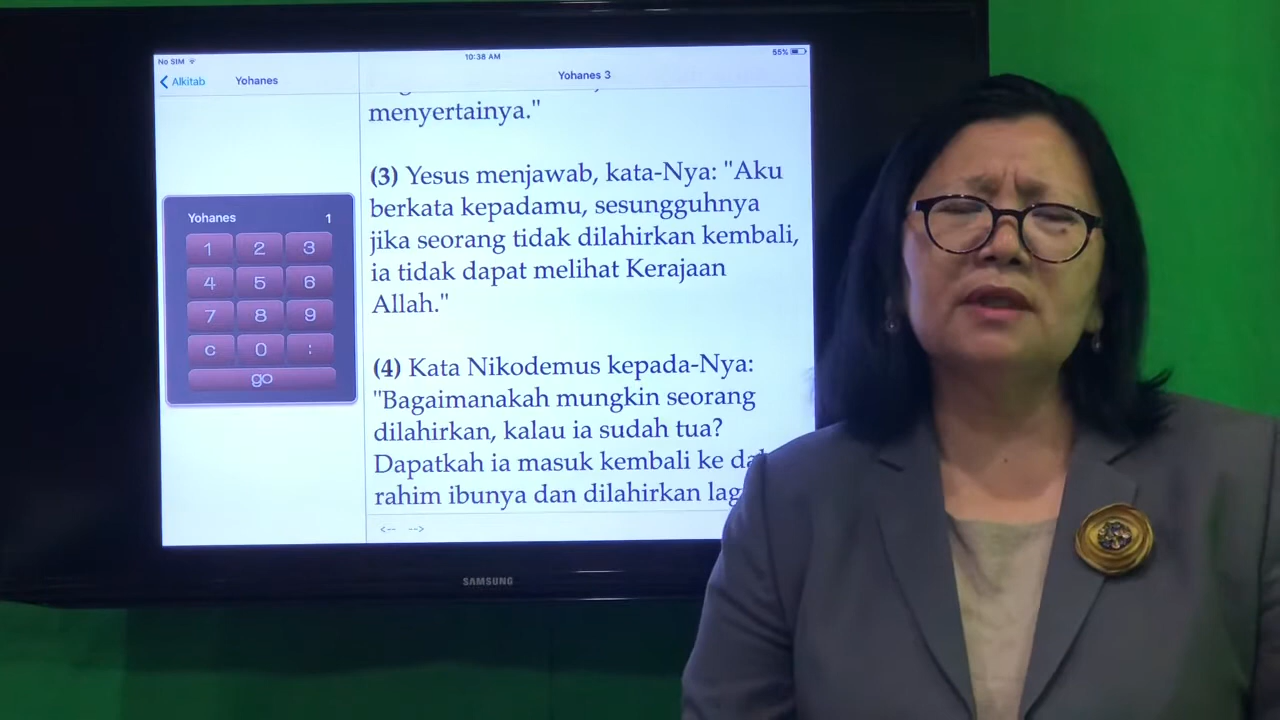 No SIM
10:38 AM
55%
Alkitab
Yohanes
Yohanes 3
menyertainya."
(3) Yesus menjawab, kata-Nya: "Aku
berkata kepadamu, sesungguhnya
jika seorang tidak dilahirkan kembali,
ia tidak dapat melihat Kerajaan
Allah."
(4) Kata Nikodemus kepada-Nya:
"Bagaimanakah mungkin seorang
dilahirkan, kalau ia sudah tua?
Dapatkah ia masuk kembali ke
rahim ibunya dan dilahirkan
<-- -->
Yohanes 1
1 2 3
4 5 6
7 8 9
c 0 :
go
SAMSUNG